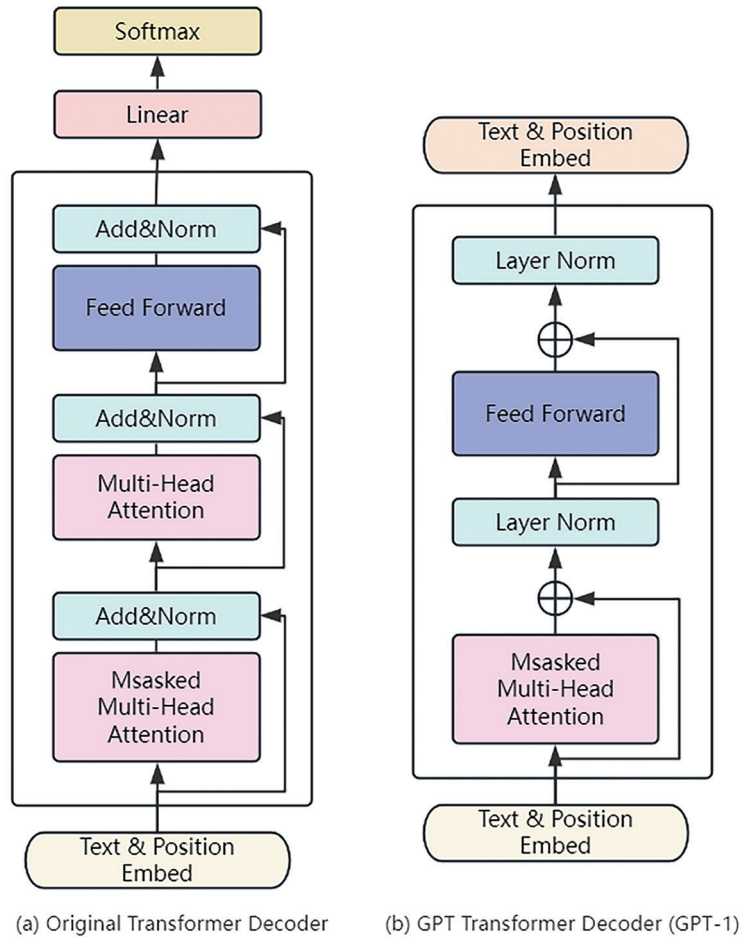 Softmax
Linear
Add&Norm
Feed Forward
Add&Norm
Multi-Head
Attention
Add&Norm
Msasked
Multi-Head
Attention
Text & Position
Embed
(a) Original Transformer Decoder
Text & Position
Embed
Layer Norm
Feed Forward
Layer Norm
Msasked
Multi-Head
Attention
Text & Position
Embed
(b) GPT Transformer Decoder (GPT-1)